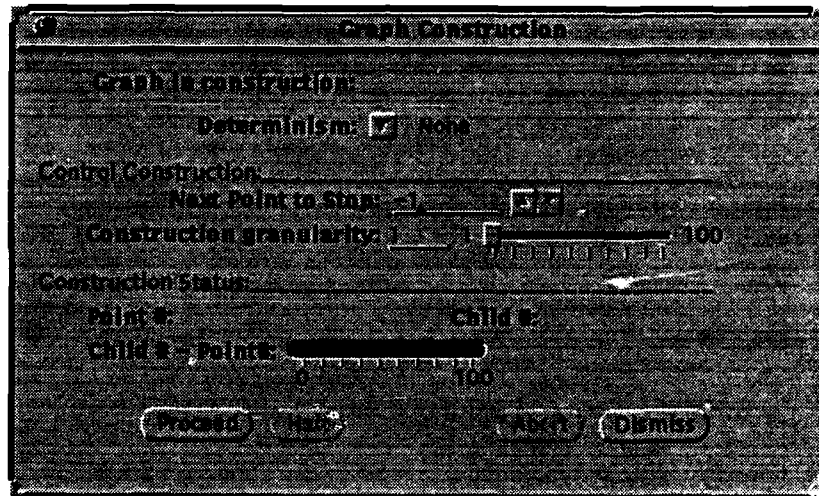 Graph Construction
Graph in construction:
Determinism: None
Control Construction:
Next Point to Stop: -1
Construction granularity: 1 1 100
Construction Status:
Point #: Child #:
Child # - Point#:
0 100
Proceed Halt Abort Dismiss